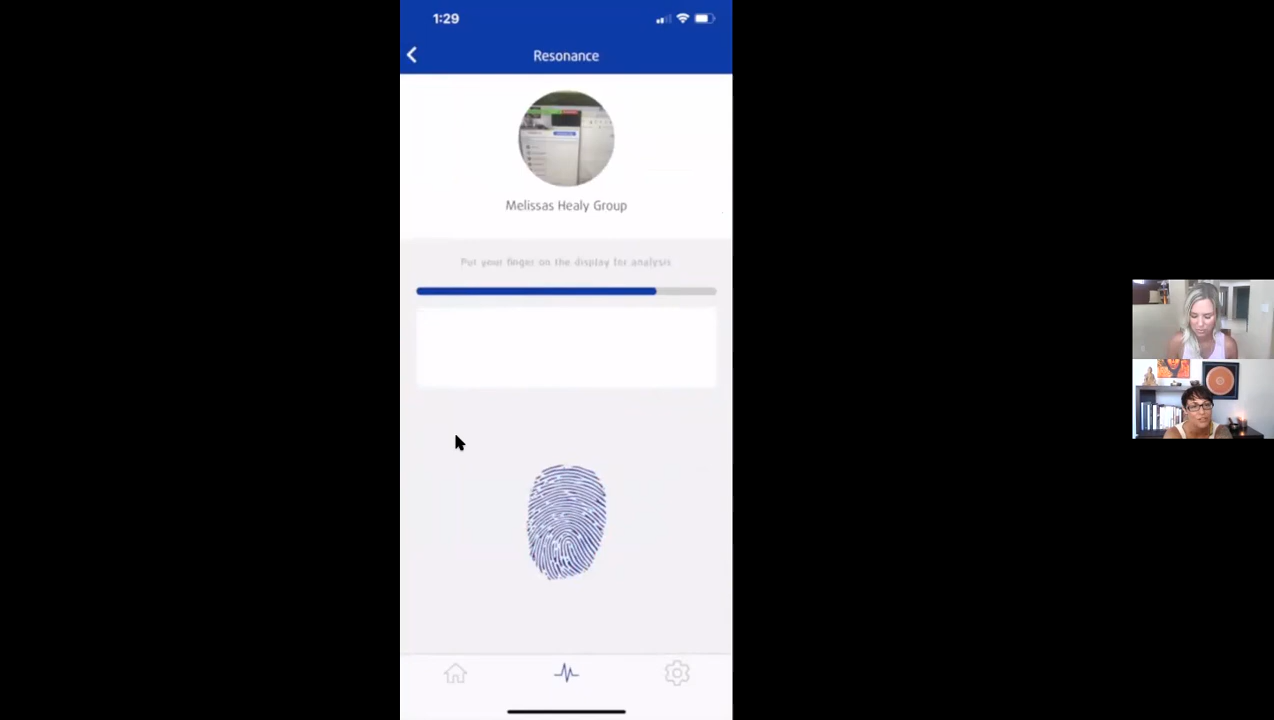 1:29
Resonance
Melissas Healy Group
Put your finger on the display for analysis